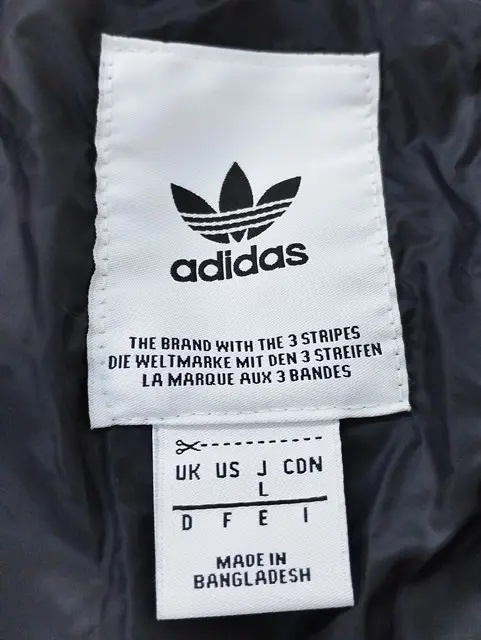 adidas
THE BRAND WITH THE 3 STRIPES
DIE WELTMARKE MIT DEN 3 STREIFEN
LA MARQUE AUX 3 BANDES
UK US J CDN
L
D F E I
MADE IN
BANGLADESH